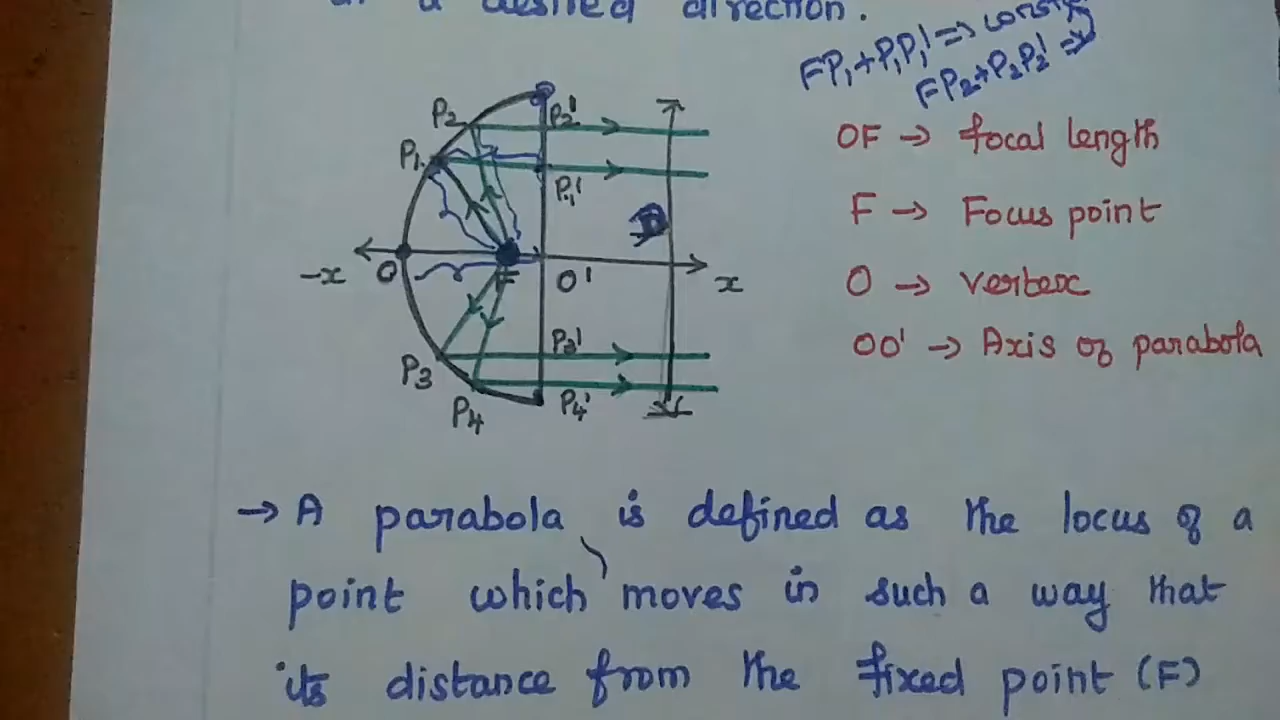 a desired direction.
FP₁+P₁P₁' ⇒
FP₂+P₂P₂' ⇒
P₂ P₂'
P₁ P₁'
-x O F O' x
P₃ P₃'
P₄ P₄'
OF → focal length
F → Focus point
O → vertex
OO' → Axis of parabola
→ A parabola is defined as the locus of a
point which moves in such a way that
its distance from the fixed point (F)